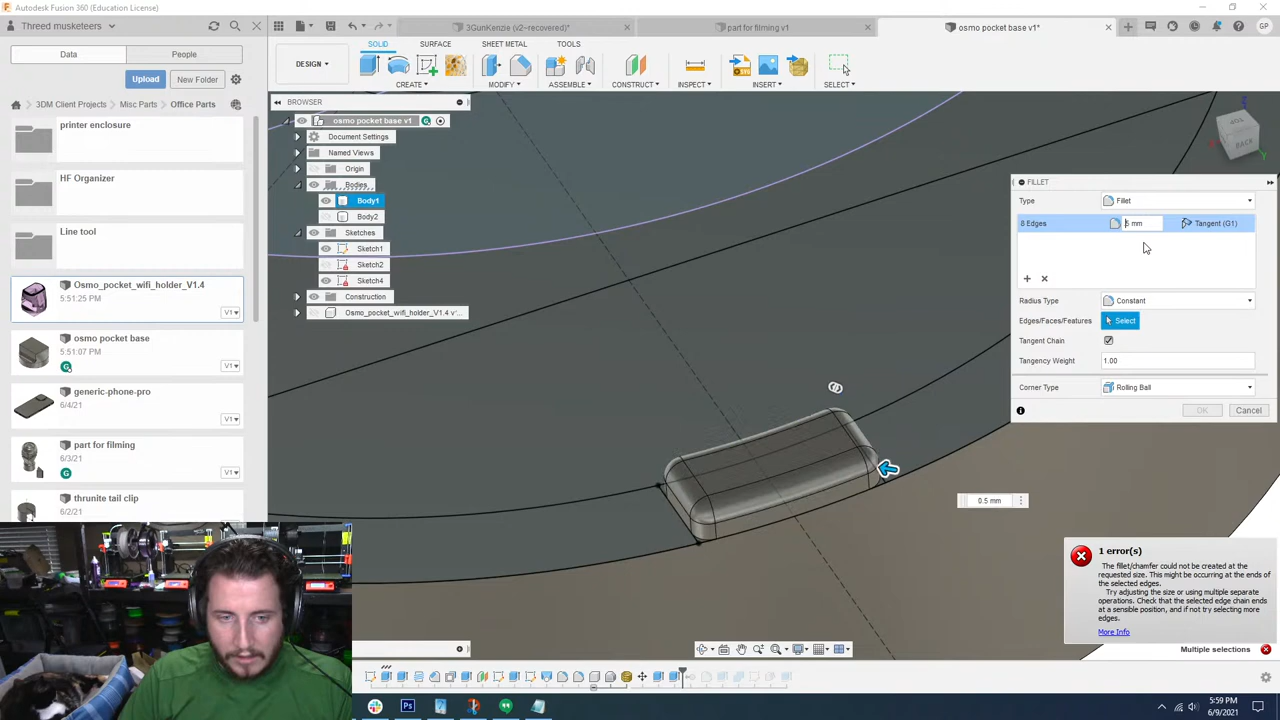 Autodesk Fusion 360 (Education License)
Threed musketeers
3GunKenzie (v2~recovered)*
part for filming v1
osmo pocket base v1*
GP
Data
People
SOLID
SURFACE
SHEET METAL
TOOLS
DESIGN
CREATE
MODIFY
ASSEMBLE
CONSTRUCT
INSPECT
INSERT
SELECT
Upload
New Folder
3DM Client Projects
Misc Parts
Office Parts
printer enclosure
HF Organizer
Line tool
Osmo_pocket_wifi_holder_V1.4
5:51:25 PM
V1
osmo pocket base
5:51:07 PM
V1
generic-phone-pro
6/4/21
V1
part for filming
6/3/21
V1
thrunite tail clip
6/2/21
V1
BROWSER
osmo pocket base v1
Document Settings
Named Views
Origin
Bodies
Body1
Body2
Sketches
Sketch1
Sketch2
Sketch4
Construction
Osmo_pocket_wifi_holder_V1.4 v'...
TOP
BACK
FILLET
Type
Fillet
8 Edges
5 mm
Tangent (G1)
Radius Type
Constant
Edges/Faces/Features
Select
Tangent Chain
Tangency Weight
1.00
Corner Type
Rolling Ball
OK
Cancel
0.5 mm
1 error(s)
The fillet/chamfer could not be created at the
requested size. This might be occurring at the ends of
the selected edges.
Try adjusting the size or using multiple separate
operations. Check that the selected edge chain ends
at a sensible position, and if not try selecting more
edges.
More Info
Multiple selections
5:59 PM
6/9/2021